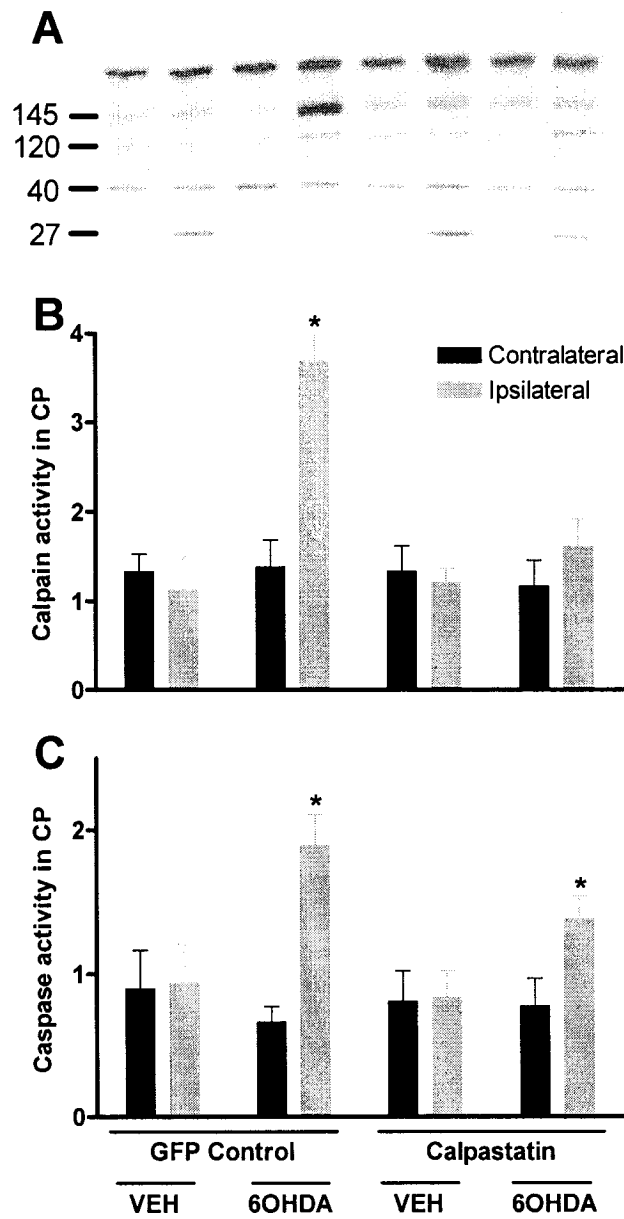 A
145
120
40
27
B
*
4
3
2
1
0
Calpain activity in CP
Contralateral
Ipsilateral
C
*
*
2
1
0
Caspase activity in CP
GFP Control Calpastatin
VEH 6OHDA VEH 6OHDA